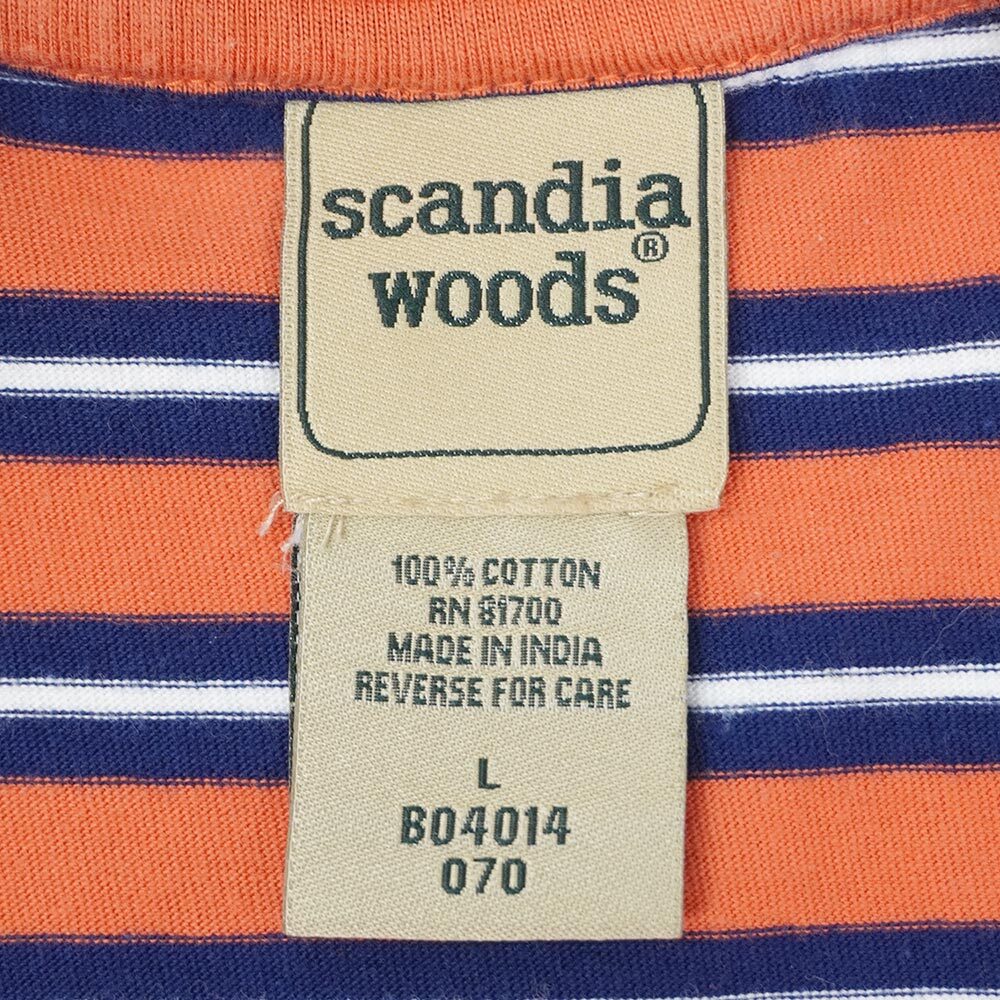 scandia
woods®
100% COTTON
RN 81700
MADE IN INDIA
REVERSE FOR CARE
L
B04014
070